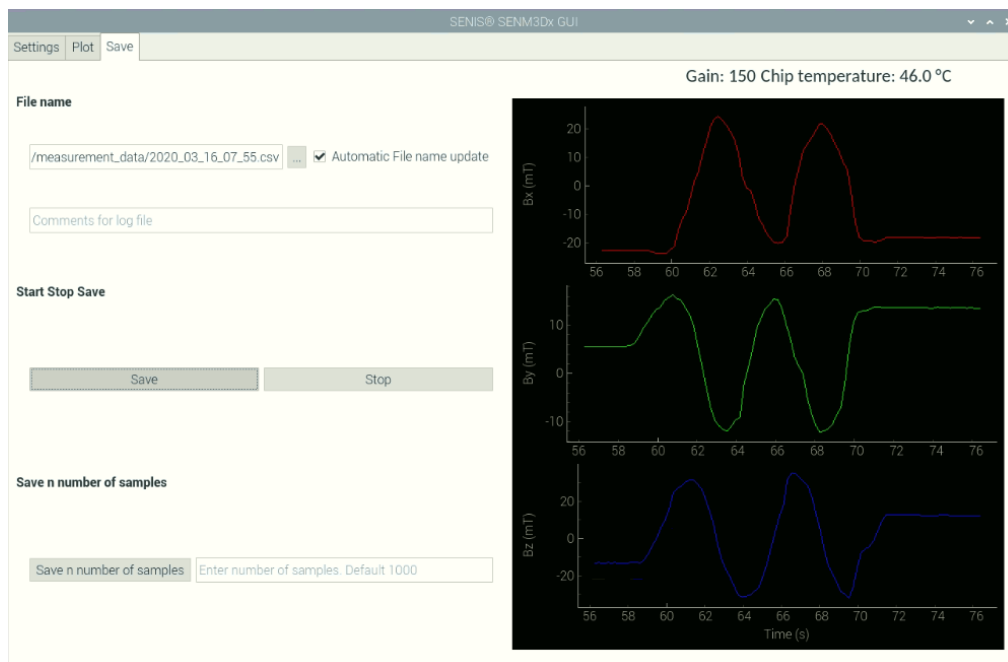 SENIS® SENM3Dx GUI
Settings Plot Save
Gain: 150 Chip temperature: 46.0 °C
File name
/measurement_data/2020_03_16_07_55.csv ... Automatic File name update
Comments for log file
Start Stop Save
Save Stop
Save n number of samples
Save n number of samples Enter number of samples. Default 1000
Bx (mT)
20
10
0
-10
-20
56 58 60 62 64 66 68 70 72 74 76
By (mT)
10
0
-10
56 58 60 62 64 66 68 70 72 74 76
Bz (mT)
20
0
-20
56 58 60 62 64 66 68 70 72 74 76
Time (s)